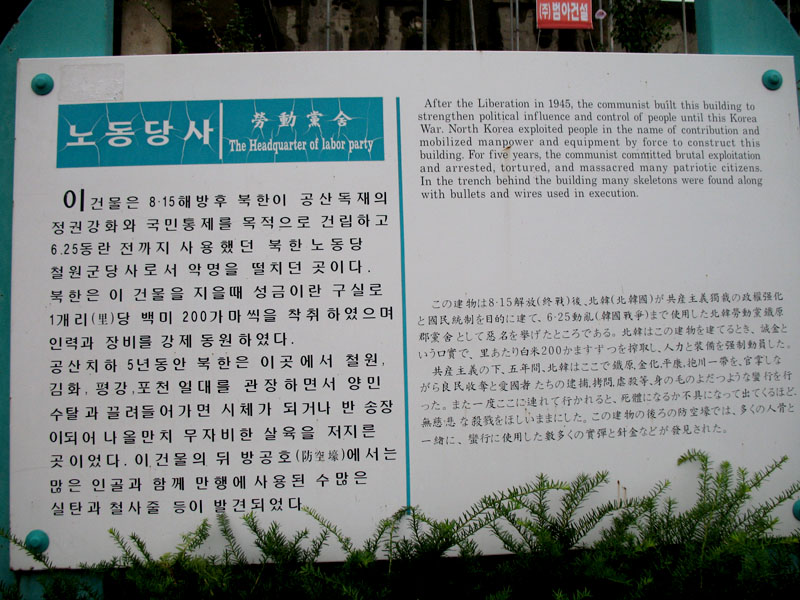 (주)범아건설
노동당사
勞動黨舍
The Headquarter of labor party
이건물은 8·15해방후 북한이 공산독재의
정권강화와 국민통제를 목적으로 건립하고
6.25동란 전까지 사용했던 북한 노동당
철원군당사로서 악명을 떨치던 곳이다.
북한은 이 건물을 지을때 성금이란 구실로
1개리(里)당 백미 200가마씩을 착취하였으며
인력과 장비를 강제 동원하였다.
공산치하 5년동안 북한은 이곳에서 철원,
김화, 평강,포천 일대를 관장하면서 양민
수탈과 끌려들어가면 시체가 되거나 반 송장
이되어 나올만치 무자비한 살육을 저지른
곳이었다. 이건물의 뒤 방공호(防空壕)에서는
많은 인골과 함께 만행에 사용된 수많은
실탄과 철사줄 등이 발견되었다
After the Liberation in 1945, the communist built this building to
strengthen political influence and control of people until this Korea
War. North Korea exploited people in the name of contribution and
mobilized manpower and equipment by force to construct this
building. For five years, the communist committed brutal exploitation
and arrested, tortured, and massacred many patriotic citizens.
In the trench behind the building many skeletons were found along
with bullets and wires used in execution.
この建物は8·15解放(終戦)後、北韓(北韓國)が共産主義獨裁の政權強化
と國民統制を目的に建て、6·25動亂(韓國戰爭)まで使用した北韓勞動黨鐵原
郡黨舍として惡名を擧げたところである。北韓はこの建物を建てるとき、誠金と
いう口實で、里あたり白米200かますずつを搾取し、人力と装備を强制動員した。
共産主義の下、五年間、北韓はここで鐵原,金化,平康,抱川一帶を、官掌しな
がら良民收奪と愛國者たちの逮捕,拷問,虐殺等,身の毛のよだつような蠻行を行
った。また一度ここに連れて行かれると、死體になるか不具になって出てくるほど、
無慈悲な殺戮をほしいままにした。この建物の後ろの防空壕では、多くの人骨と
一緒に、蠻行に使用した數多くの實彈と針金などが發見された。